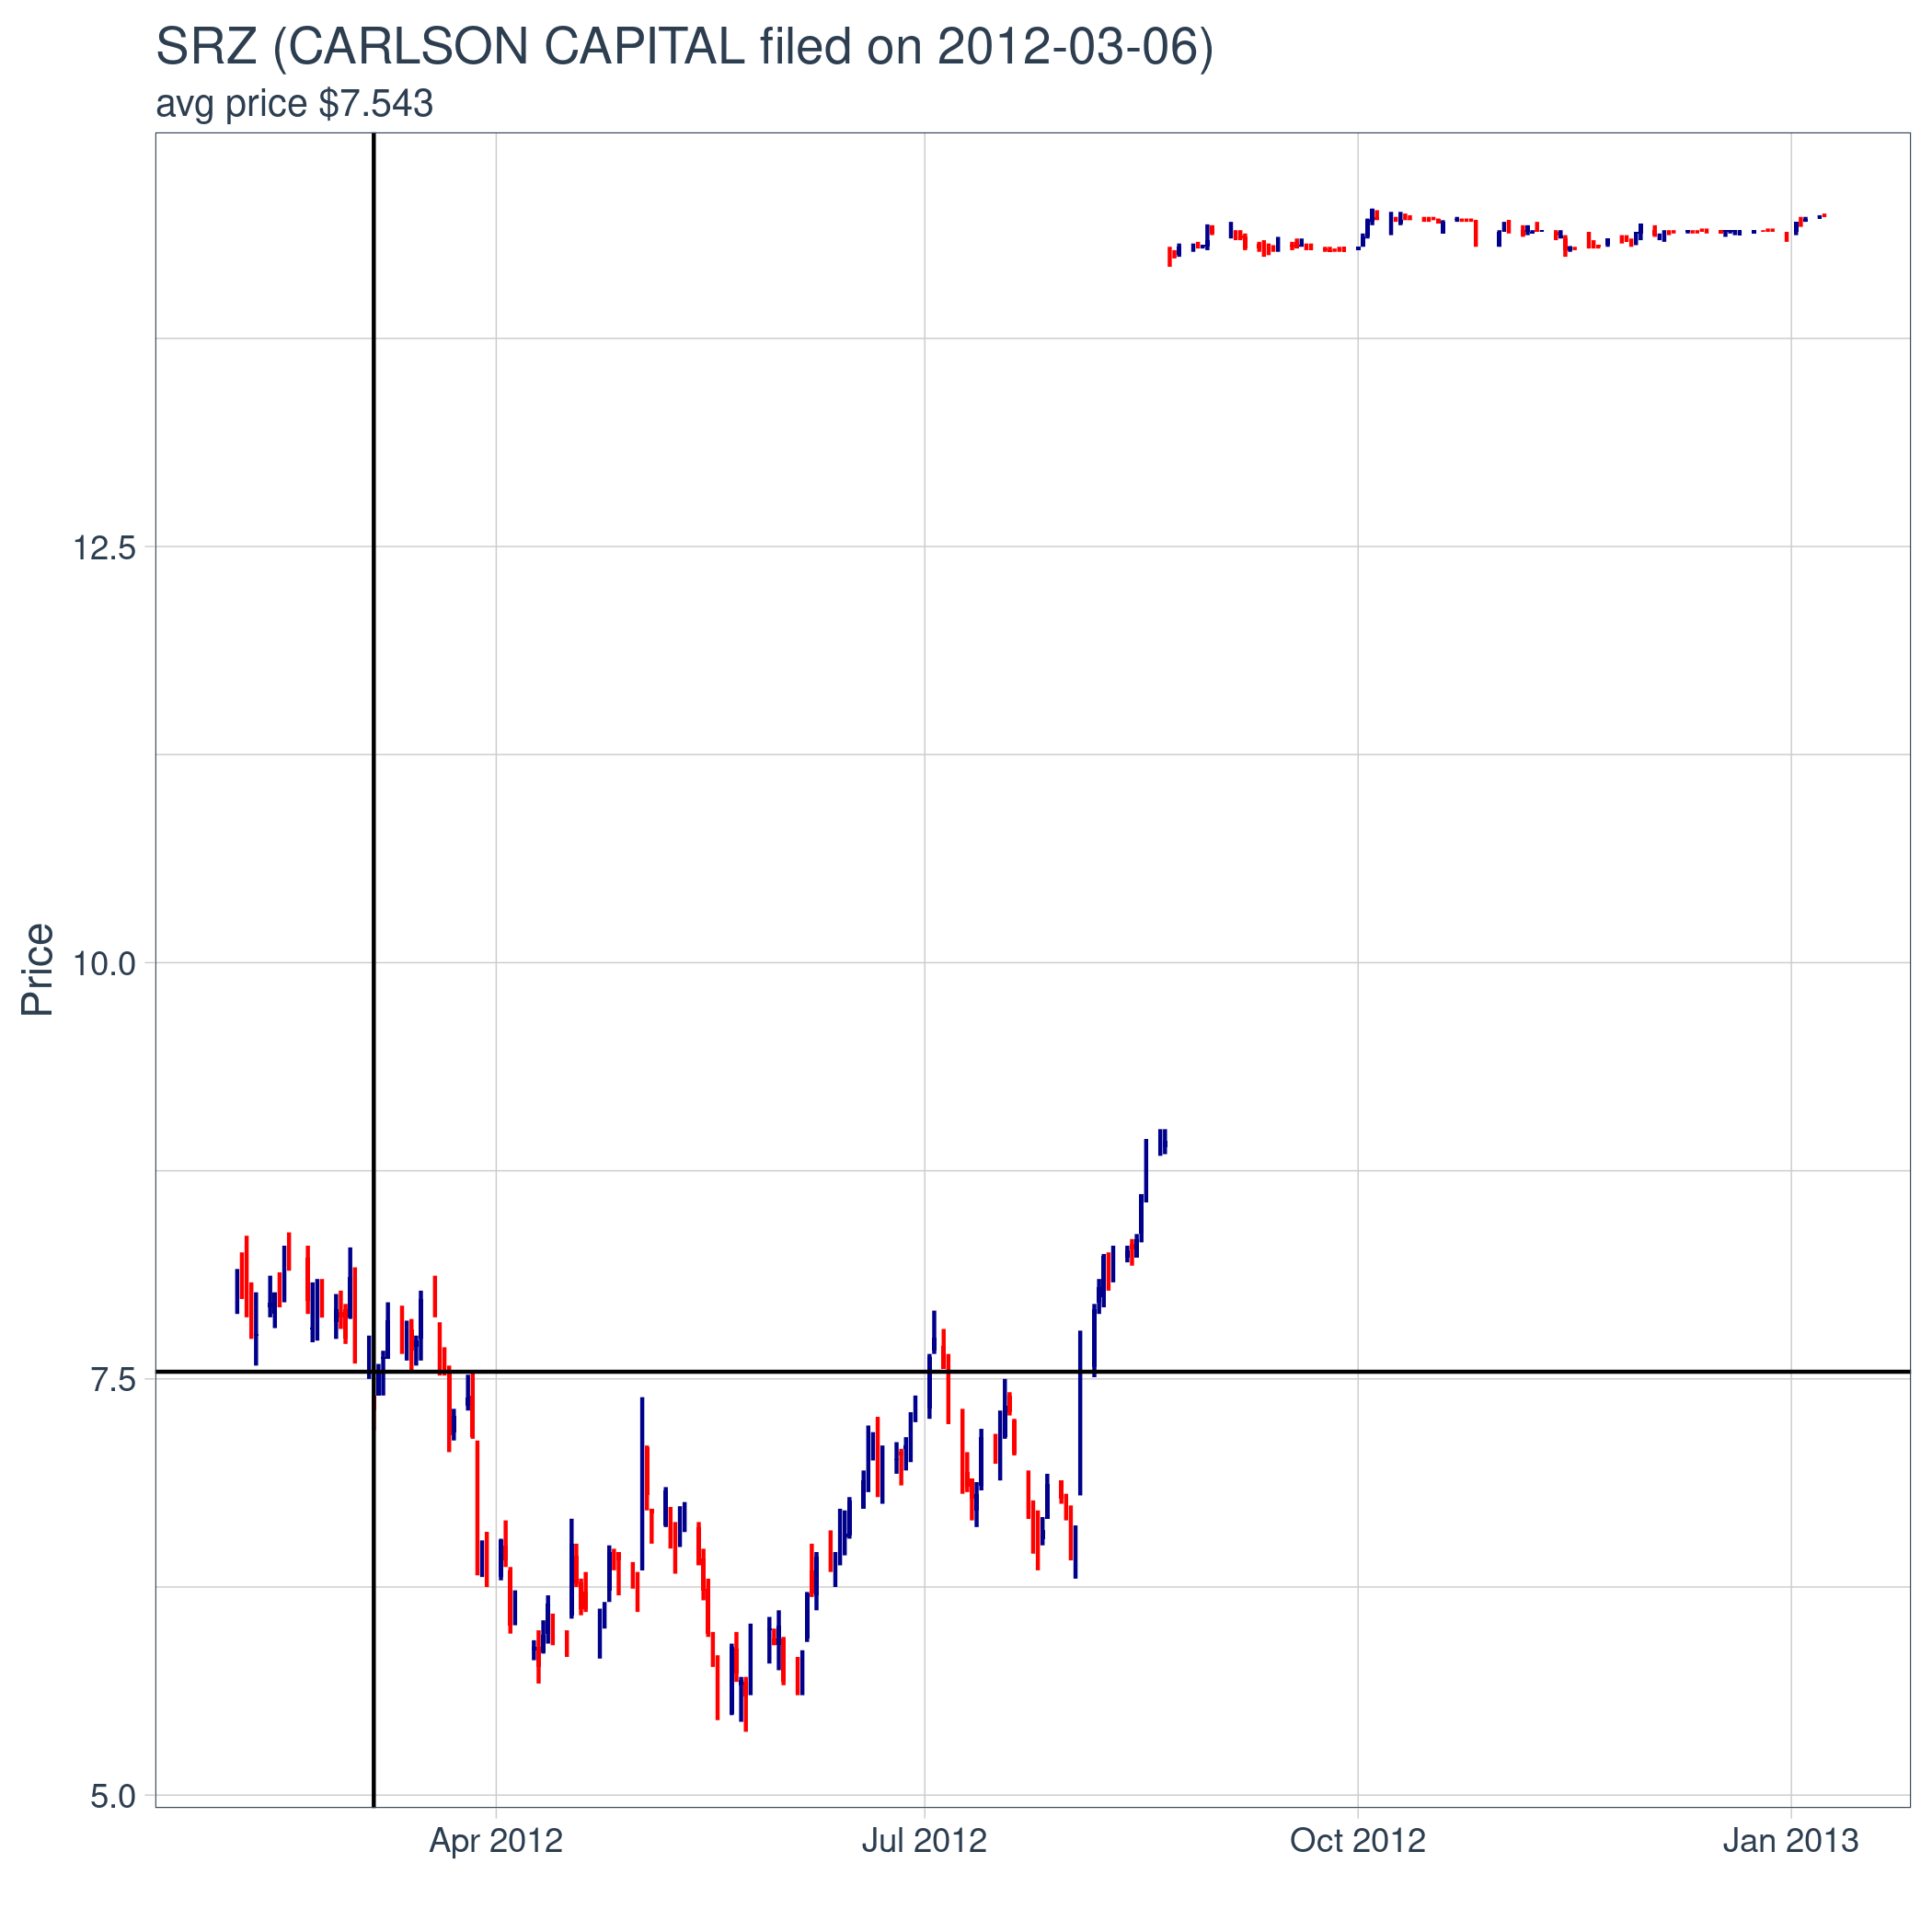 SRZ (CARLSON CAPITAL filed on 2012-03-06)
avg price $7.543
12.5
10.0
7.5
5.0
Price
Apr 2012
Jul 2012
Oct 2012
Jan 2013